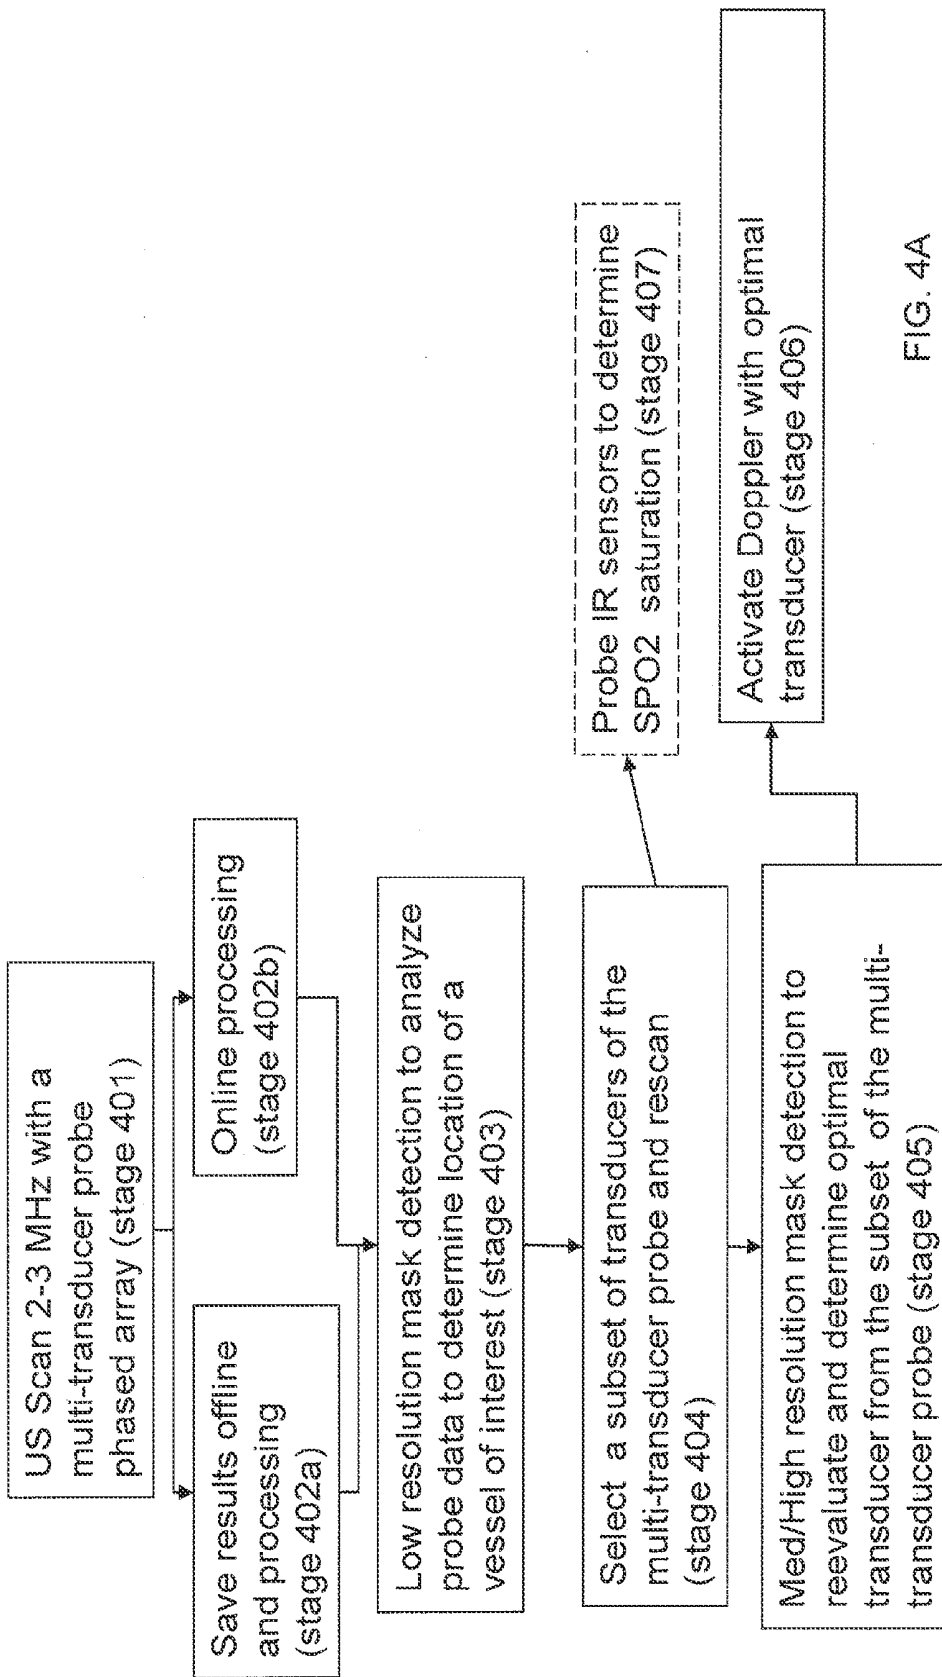 US Scan 2-3 MHz with a
multi-transducer probe
phased array (stage 401)
Save results offline
and processing
(stage 402a)
Online processing
(stage 402b)
Low resolution mask detection to analyze
probe data to determine location of a
vessel of interest (stage 403)
Select a subset of transducers of the
multi-transducer probe and rescan
(stage 404)
Probe IR sensors to determine
SPO2 saturation (stage 407)
Med/High resolution mask detection to
reevaluate and determine optimal
transducer from the subset of the multi-
transducer probe (stage 405)
Activate Doppler with optimal
transducer (stage 406)
FIG. 4A